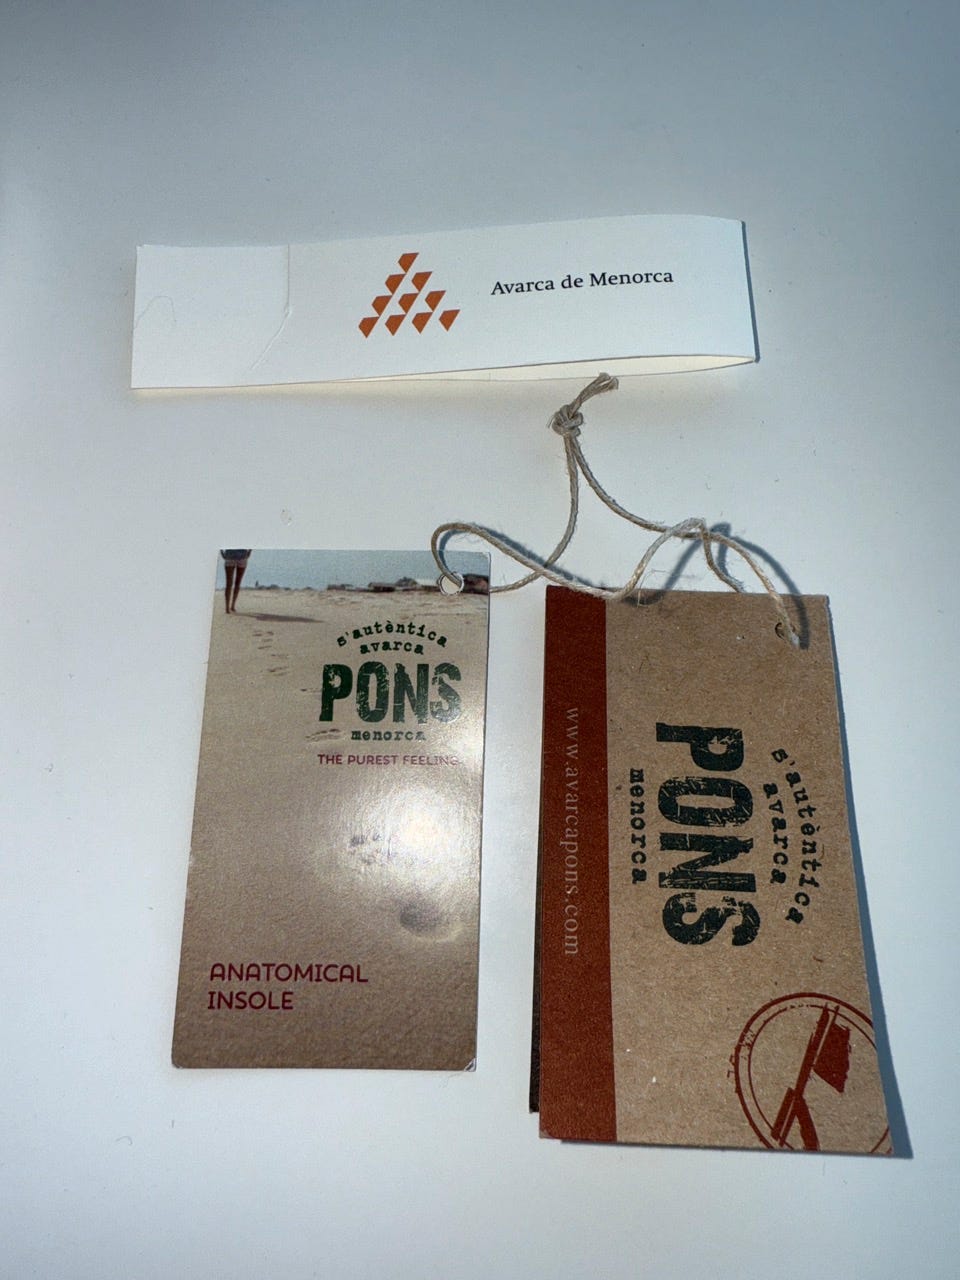 Avarca de Menorca
s'autèntica
avarca
PONS
menorca
THE PUREST FEELING
ANATOMICAL
INSOLE
s'autèntica
avarca
PONS
menorca
www.avarcapons.com